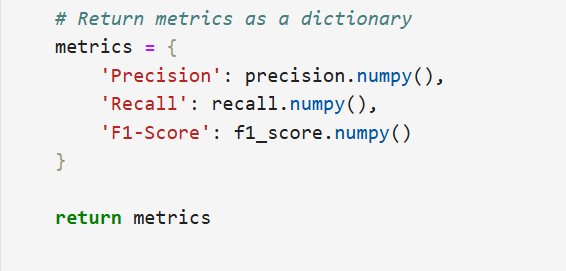 # Return metrics as a dictionary
metrics = {
    'Precision': precision.numpy(),
    'Recall': recall.numpy(),
    'F1-Score': f1_score.numpy()
}
return metrics